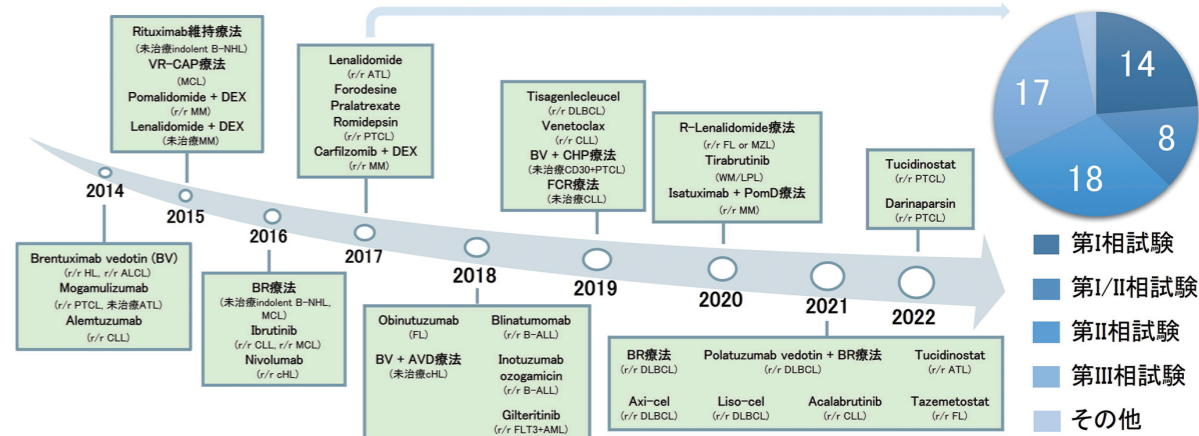 Rituximab維持療法
(未治療indolent B-NHL)
VR-CAP療法
(MCL)
Pomalidomide + DEX
(r/r MM)
Lenalidomide + DEX
(未治療MM)
Lenalidomide
(r/r ATL)
Forodesine
Pralatrexate
Romidepsin
(r/r PTCL)
Carfilzomib + DEX
(r/r MM)
Tisagenlecleucel
(r/r DLBCL)
Venetoclax
(r/r CLL)
BV + CHP療法
(未治療CD30+PTCL)
FCR療法
(未治療CLL)
R-Lenalidomide療法
(r/r FL or MZL)
Tirabrutinib
(WM/LPL)
Isatuximab + PomD療法
(r/r MM)
Tucidinostat
(r/r PTCL)
Darinaparsin
(r/r PTCL)
2014
2015
2016
2017
2018
2019
2020
2021
2022
Brentuximab vedotin (BV)
(r/r HL, r/r ALCL)
Mogamulizumab
(r/r PTCL, 未治療ATL)
Alemtuzumab
(r/r CLL)
BR療法
(未治療indolent B-NHL,
MCL)
Ibrutinib
(r/r CLL, r/r MCL)
Nivolumab
(r/r cHL)
Obinutuzumab
(FL)
BV + AVD療法
(未治療cHL)
Blinatumomab
(r/r B-ALL)
Inotuzumab
ozogamicin
(r/r B-ALL)
Gilteritinib
(r/r FLT3+AML)
BR療法
(r/r DLBCL)
Polatuzumab vedotin + BR療法
(r/r DLBCL)
Tucidinostat
(r/r ATL)
Axi-cel
(r/r DLBCL)
Liso-cel
(r/r DLBCL)
Acalabrutinib
(r/r CLL)
Tazemetostat
(r/r FL)
14
8
18
17
第I相試験
第I/II相試験
第II相試験
第III相試験
その他